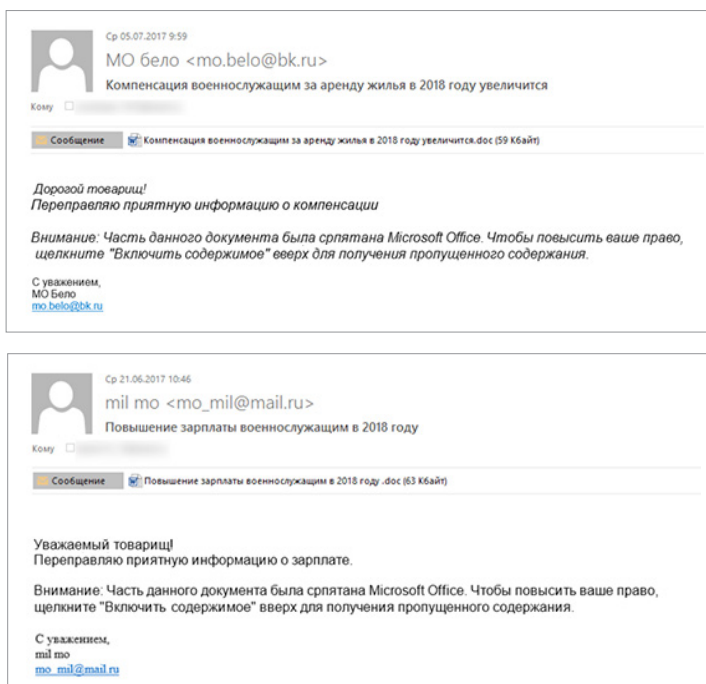 Ср 05.07.2017 9:59
МО бело <mo.belo@bk.ru>
Компенсация военнослужащим за аренду жилья в 2018 году увеличится
Кому
Сообщение Компенсация военнослужащим за аренду жилья в 2018 году увеличится.doc (59 Кбайт)
Дорогой товарищ!
Переправляю приятную информацию о компенсации
Внимание: Часть данного документа была српятана Microsoft Office. Чтобы повысить ваше право,
щелкните "Включить содержимое" вверх для получения пропущенного содержания.
С уважением,
МО Бело
mo.belo@bk.ru
Ср 21.06.2017 10:46
mil mo <mo_mil@mail.ru>
Повышение зарплаты военнослужащим в 2018 году
Кому
Сообщение Повышение зарплаты военнослужащим в 2018 году .doc (63 Кбайт)
Уважаемый товарищ!
Переправляю приятную информацию о зарплате.
Внимание: Часть данного документа была српятана Microsoft Office. Чтобы повысить ваше право,
щелкните "Включить содержимое" вверх для получения пропущенного содержания.
С уважением,
mil mo
mo_mil@mail.ru